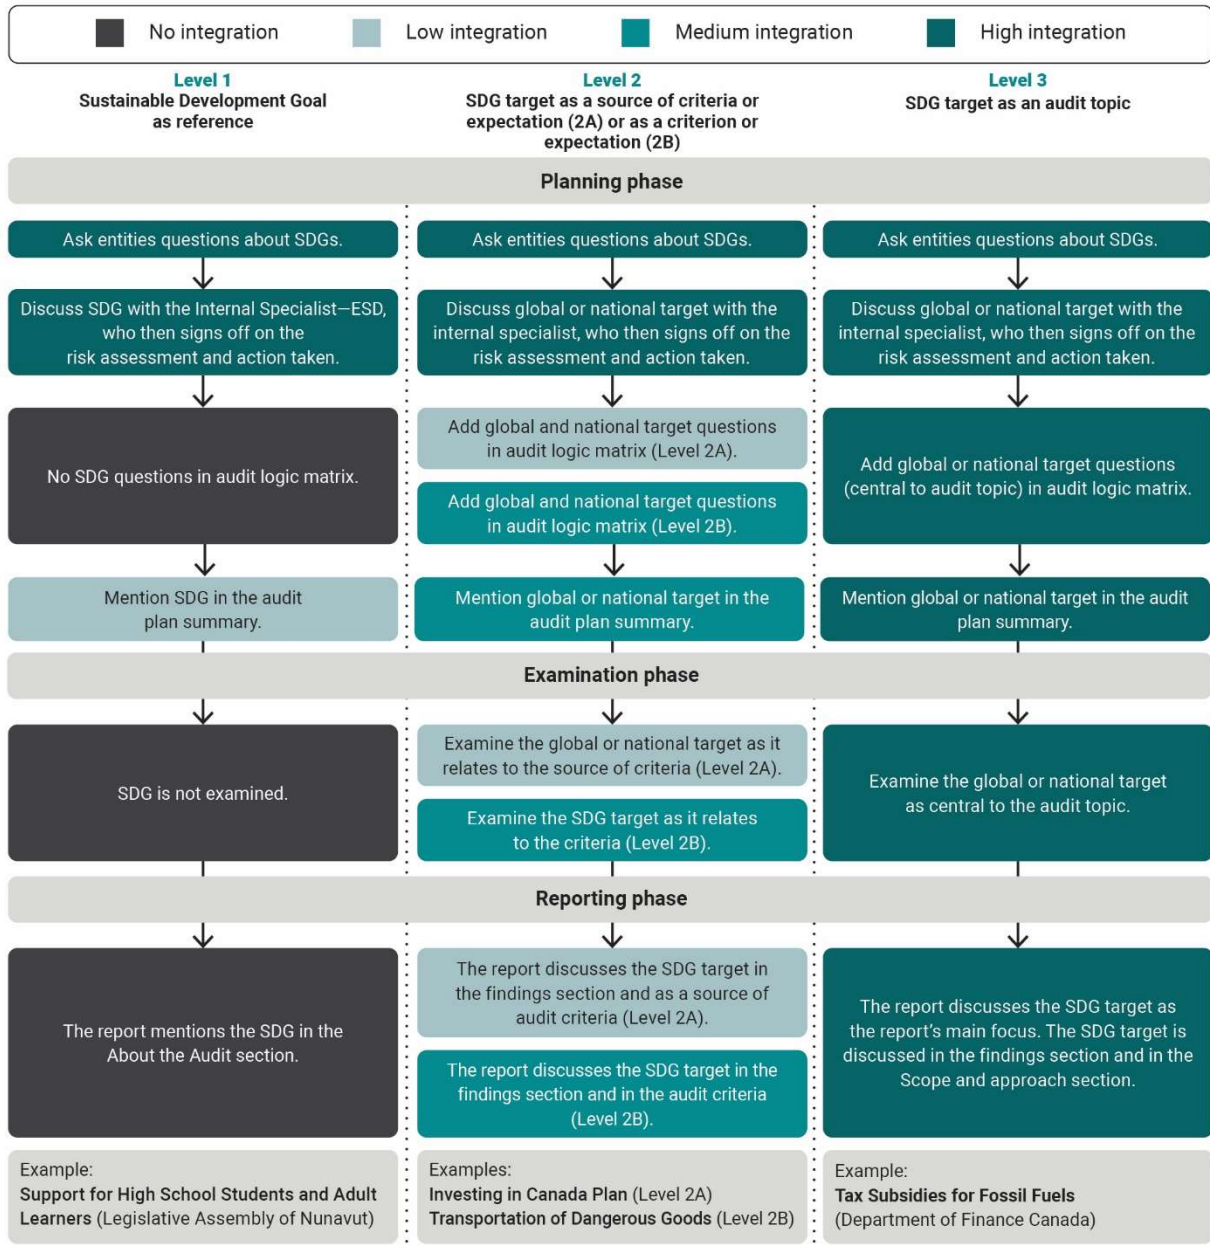 No integration
Low integration
Medium integration
High integration
Level 1
Sustainable Development Goal
as reference
Level 2
SDG target as a source of criteria or
expectation (2A) or as a criterion or
expectation (2B)
Level 3
SDG target as an audit topic
Planning phase
Ask entities questions about SDGs.
Ask entities questions about SDGs.
Ask entities questions about SDGs.
Discuss SDG with the Internal Specialist—ESD,
who then signs off on the
risk assessment and action taken.
Discuss global or national target with the
internal specialist, who then signs off on the
risk assessment and action taken.
Discuss global or national target with the
internal specialist, who then signs off on the
risk assessment and action taken.
No SDG questions in audit logic matrix.
Add global and national target questions
in audit logic matrix (Level 2A).
Add global and national target questions
in audit logic matrix (Level 2B).
Add global or national target questions
(central to audit topic) in audit logic matrix.
Mention SDG in the audit
plan summary.
Mention global or national target in the
audit plan summary.
Mention global or national target in the audit
plan summary.
Examination phase
SDG is not examined.
Examine the global or national target as it
relates to the source of criteria (Level 2A).
Examine the SDG target as it relates
to the criteria (Level 2B).
Examine the global or national target
as central to the audit topic.
Reporting phase
The report mentions the SDG in the
About the Audit section.
The report discusses the SDG target in
the findings section and as a source of
audit criteria (Level 2A).
The report discusses the SDG target in the
findings section and in the audit criteria
(Level 2B).
The report discusses the SDG target as
the report's main focus. The SDG target is
discussed in the findings section and in the
Scope and approach section.
Example:
Support for High School Students and Adult
Learners (Legislative Assembly of Nunavut)
Examples:
Investing in Canada Plan (Level 2A)
Transportation of Dangerous Goods (Level 2B)
Example:
Tax Subsidies for Fossil Fuels
(Department of Finance Canada)